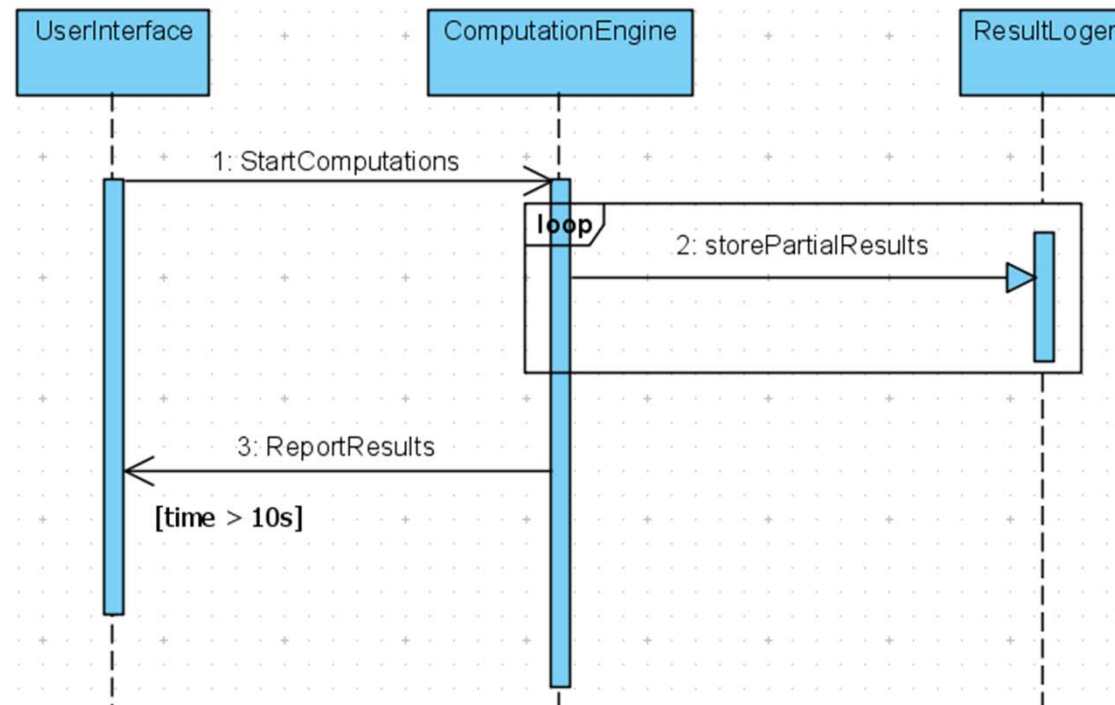 UserInterface
ComputationEngine
ResultLoger
1: StartComputations
loop
2: storePartialResults
3: ReportResults
[time > 10s]